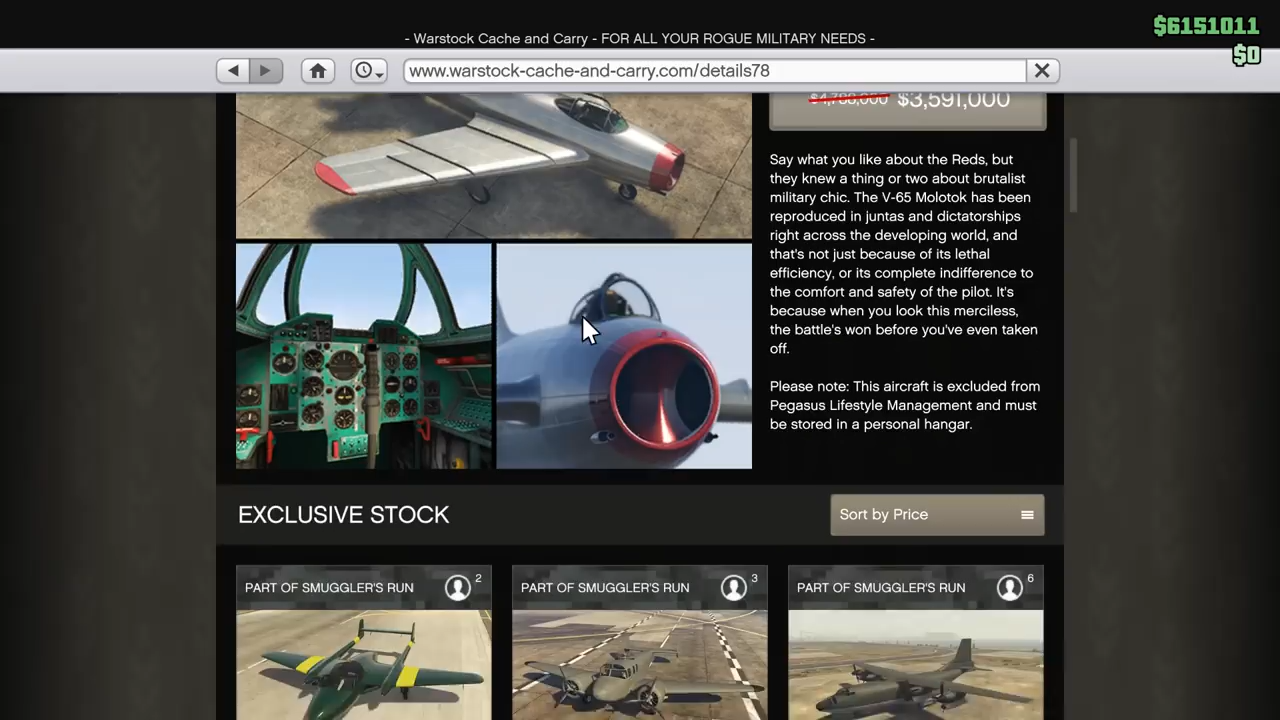 - Warstock Cache and Carry - FOR ALL YOUR ROGUE MILITARY NEEDS -
$6151011
$0
www.warstock-cache-and-carry.com/details78
$4,788,000 $3,591,000
Say what you like about the Reds, but
they knew a thing or two about brutalist
military chic. The V-65 Molotok has been
reproduced in juntas and dictatorships
right across the developing world, and
that's not just because of its lethal
efficiency, or its complete indifference to
the comfort and safety of the pilot. It's
because when you look this merciless,
the battle's won before you've even taken
off.
Please note: This aircraft is excluded from
Pegasus Lifestyle Management and must
be stored in a personal hangar.
EXCLUSIVE STOCK
Sort by Price
PART OF SMUGGLER'S RUN 2
PART OF SMUGGLER'S RUN 3
PART OF SMUGGLER'S RUN 6